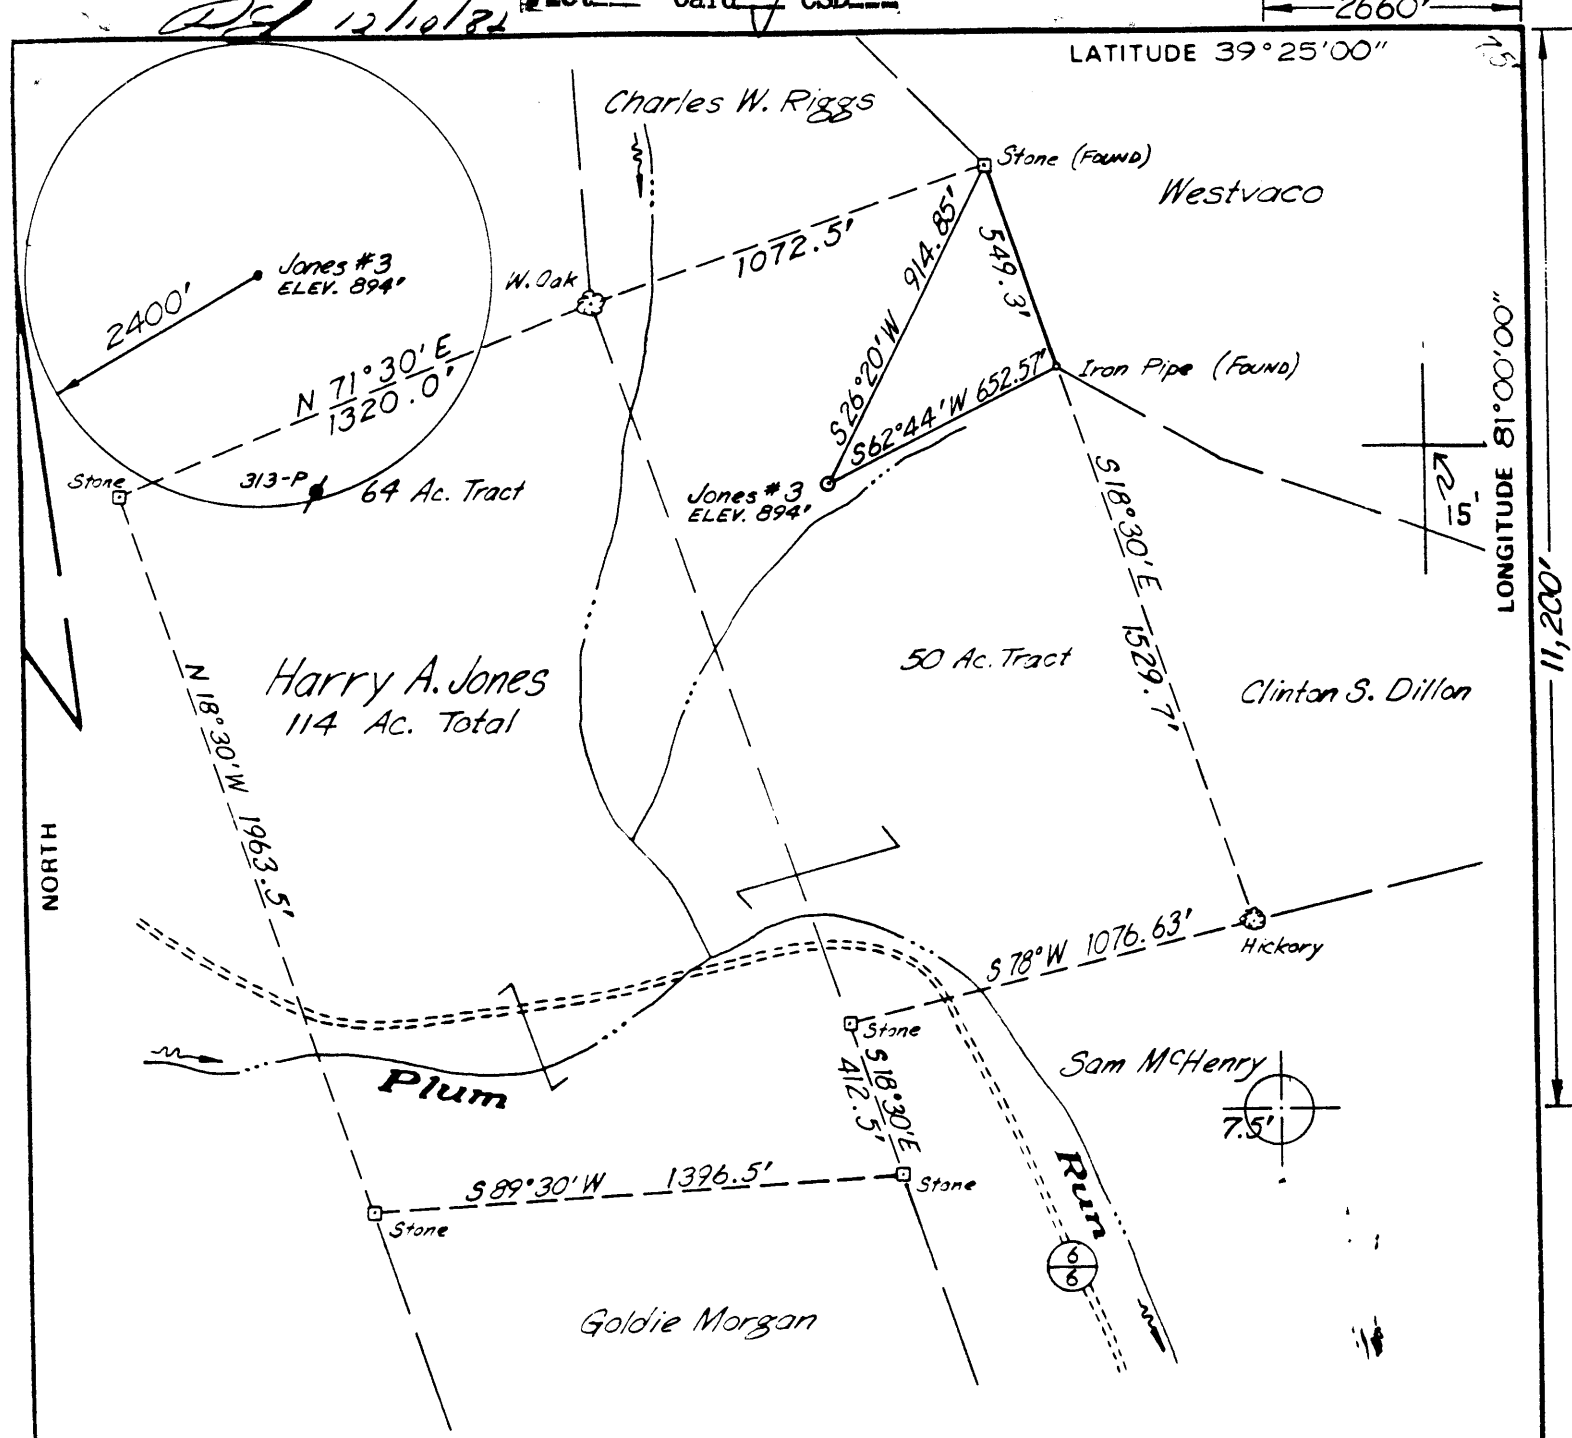 12/10/82
2660'
LATITUDE 39°25'00"
7.5'
Charles W. Riggs
Stone (FOUND)
Westvaco
Jones #3
ELEV. 894'
2400'
W. Oak
1072.5'
914.85'
S26°20'W
549.3'
N 71°30'E
1320.0'
S62°44'W 652.57'
Iron Pipe (FOUND)
LONGITUDE 81°00'00"
15'
Stone
313-P
64 Ac. Tract
Jones #3
ELEV. 894'
S18°30'E 1529.7'
11,200'
Harry A. Jones
114 Ac. Total
50 Ac. Tract
Clinton S. Dillon
N 18°30'W 1963.5'
NORTH
S 78°W 1076.63'
Hickory
Stone
S18°30'E
412.5'
Sam McHenry
Plum
7.5'
S89°30'W 1396.5'
Stone
Stone
Run
6
6
Goldie Morgan